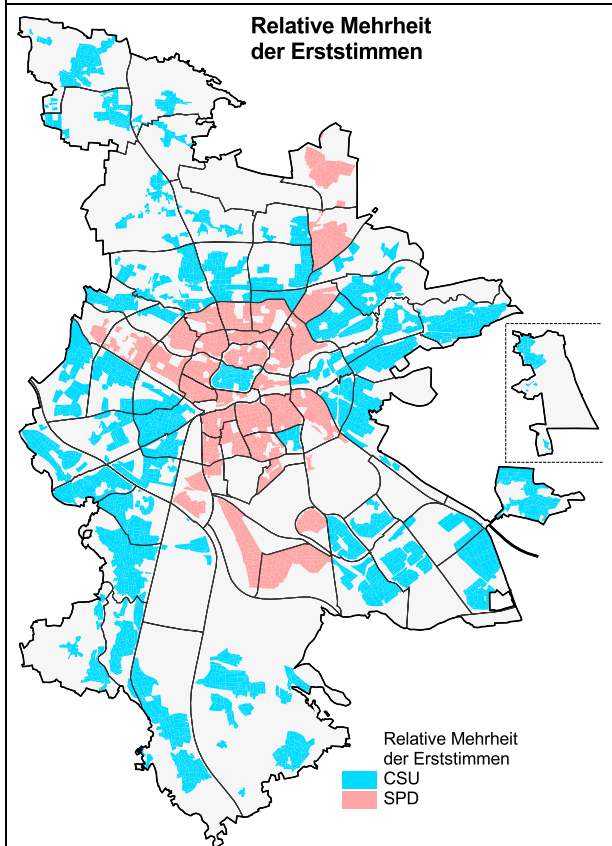 Relative Mehrheit
der Erststimmen
Relative Mehrheit
der Erststimmen
CSU
SPD